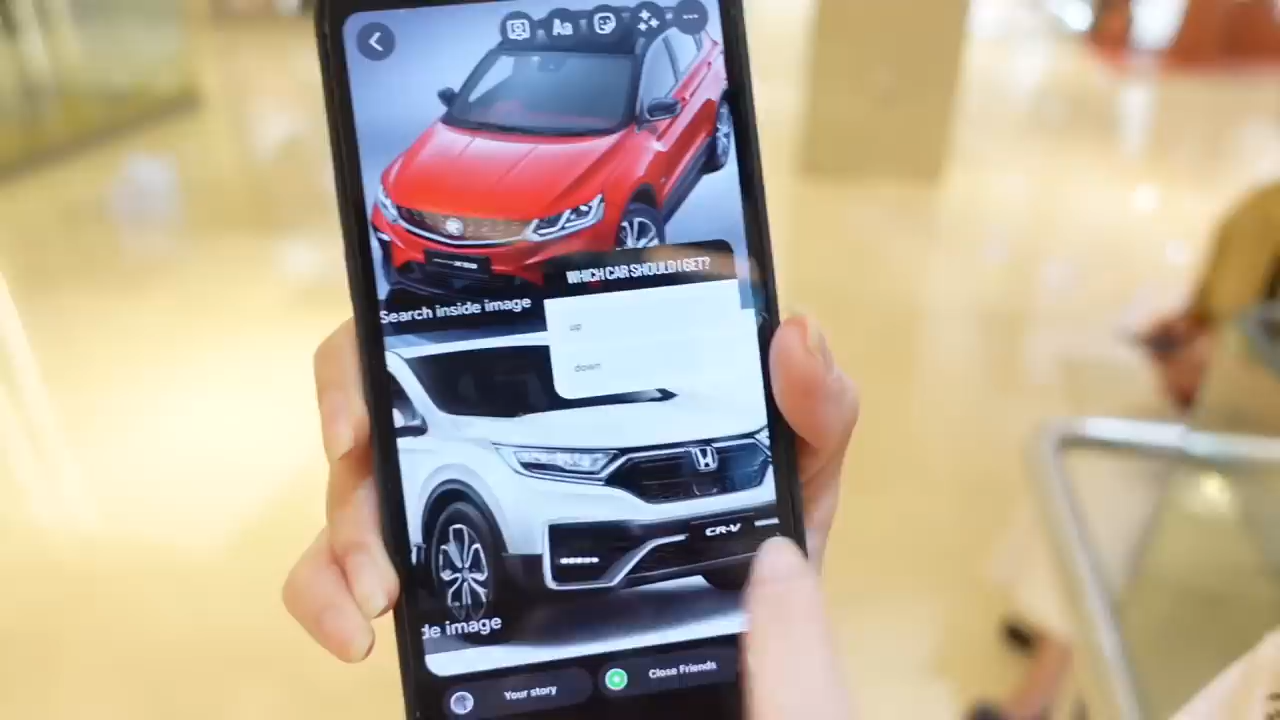 Aa
WHICH CAR SHOULD I GET?
up
down
Search inside image
CR-V
de image
Your story
Close Friends